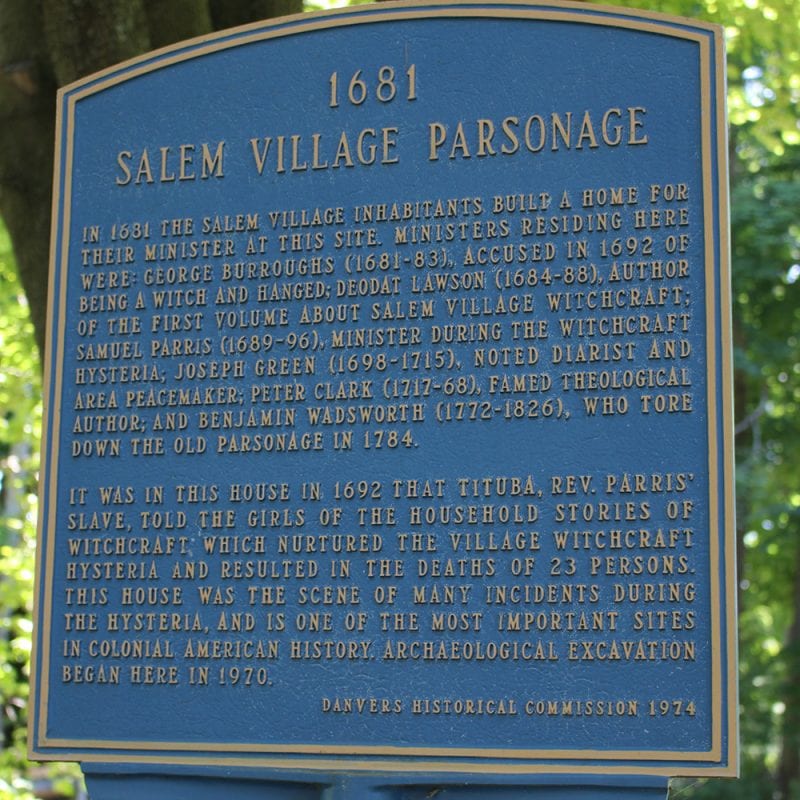 1681
SALEM VILLAGE PARSONAGE
IN 1681 THE SALEM VILLAGE INHABITANTS BUILT A HOME FOR
THEIR MINISTER AT THIS SITE. MINISTERS RESIDING HERE
WERE: GEORGE BURROUGHS (1681-83), ACCUSED IN 1692 OF
BEING A WITCH AND HANGED; DEODAT LAWSON (1684-88), AUTHOR
OF THE FIRST VOLUME ABOUT SALEM VILLAGE WITCHCRAFT;
SAMUEL PARRIS (1689-96), MINISTER DURING THE WITCHCRAFT
HYSTERIA; JOSEPH GREEN (1698-1715), NOTED DIARIST AND
AREA PEACEMAKER; PETER CLARK (1717-68), FAMED THEOLOGICAL
AUTHOR; AND BENJAMIN WADSWORTH (1772-1826), WHO TORE
DOWN THE OLD PARSONAGE IN 1784.
IT WAS IN THIS HOUSE IN 1692 THAT TITUBA, REV. PARRIS'
SLAVE, TOLD THE GIRLS OF THE HOUSEHOLD STORIES OF
WITCHCRAFT WHICH NURTURED THE VILLAGE WITCHCRAFT
HYSTERIA AND RESULTED IN THE DEATHS OF 23 PERSONS.
THIS HOUSE WAS THE SCENE OF MANY INCIDENTS DURING
THE HYSTERIA, AND IS ONE OF THE MOST IMPORTANT SITES
IN COLONIAL AMERICAN HISTORY. ARCHAEOLOGICAL EXCAVATION
BEGAN HERE IN 1970.
DANVERS HISTORICAL COMMISSION 1974